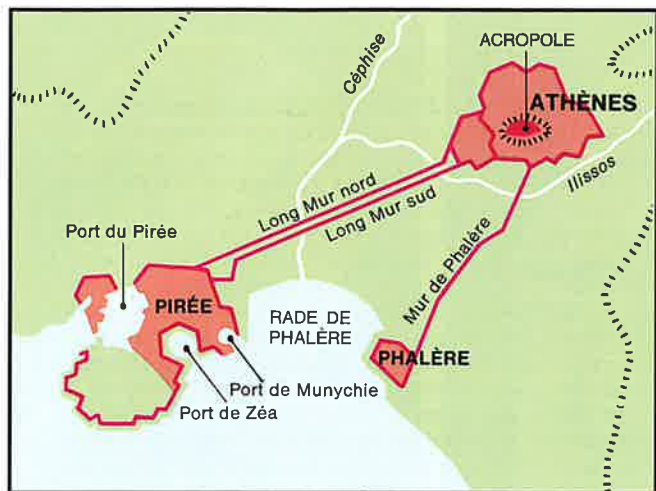 ACROPOLE
Céphise
ATHÈNES
Ilissos
Long Mur nord
Long Mur sud
Port du Pirée
Mur de Phalère
PIRÉE
RADE DE
PHALÈRE
PHALÈRE
Port de Munychie
Port de Zéa